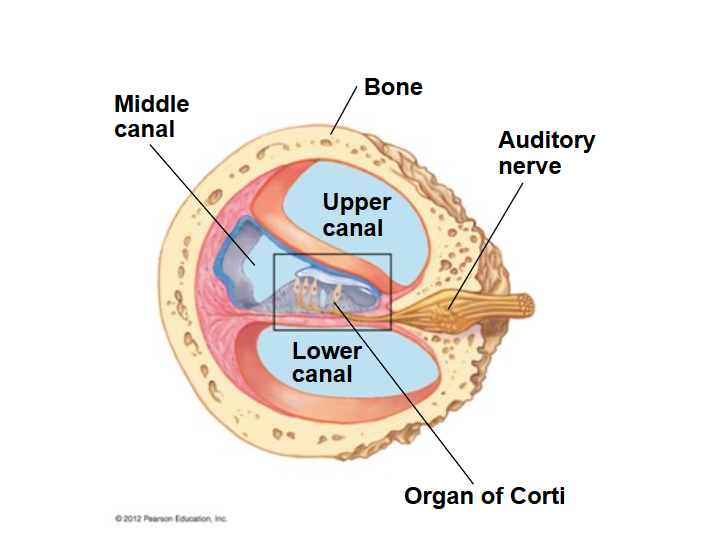 Bone
Middle
canal
Auditory
nerve
Upper
canal
Lower
canal
Organ of Corti
© 2012 Pearson Education, Inc.